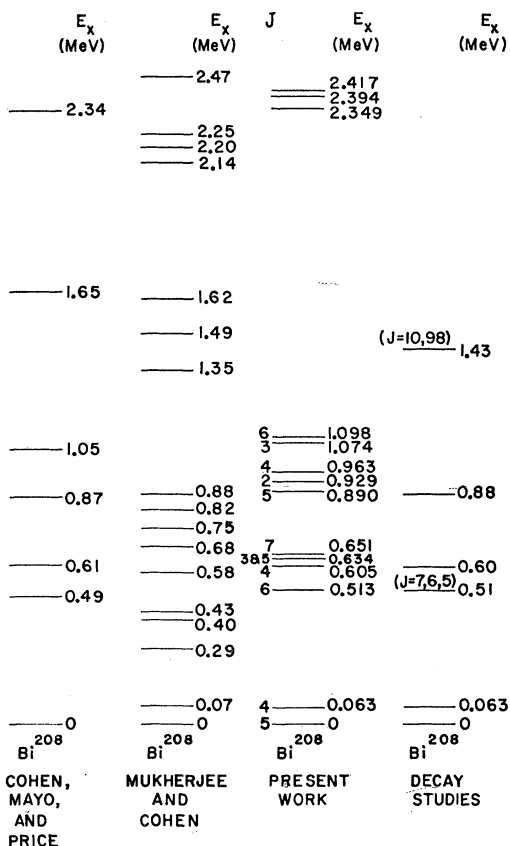 E_x (MeV)
E_x (MeV)
J
E_x (MeV)
E_x (MeV)
2.34
1.65
1.05
0.87
0.61
0.49
0
Bi^208
COHEN,
MAYO,
AND
PRICE
2.47
2.25
2.20
2.14
1.62
1.49
1.35
0.88
0.82
0.75
0.68
0.58
0.43
0.40
0.29
0.07
0
Bi^208
MUKHERJEE
AND
COHEN
2.417
2.394
2.349
6 1.098
3 1.074
4 0.963
2 0.929
5 0.890
7 0.651
3&5 0.634
4 0.605
6 0.513
4 0.063
5 0
Bi^208
PRESENT
WORK
(J=10,98)
1.43
0.88
0.60
(J=7,6,5)
0.51
0.063
0
Bi^208
DECAY
STUDIES